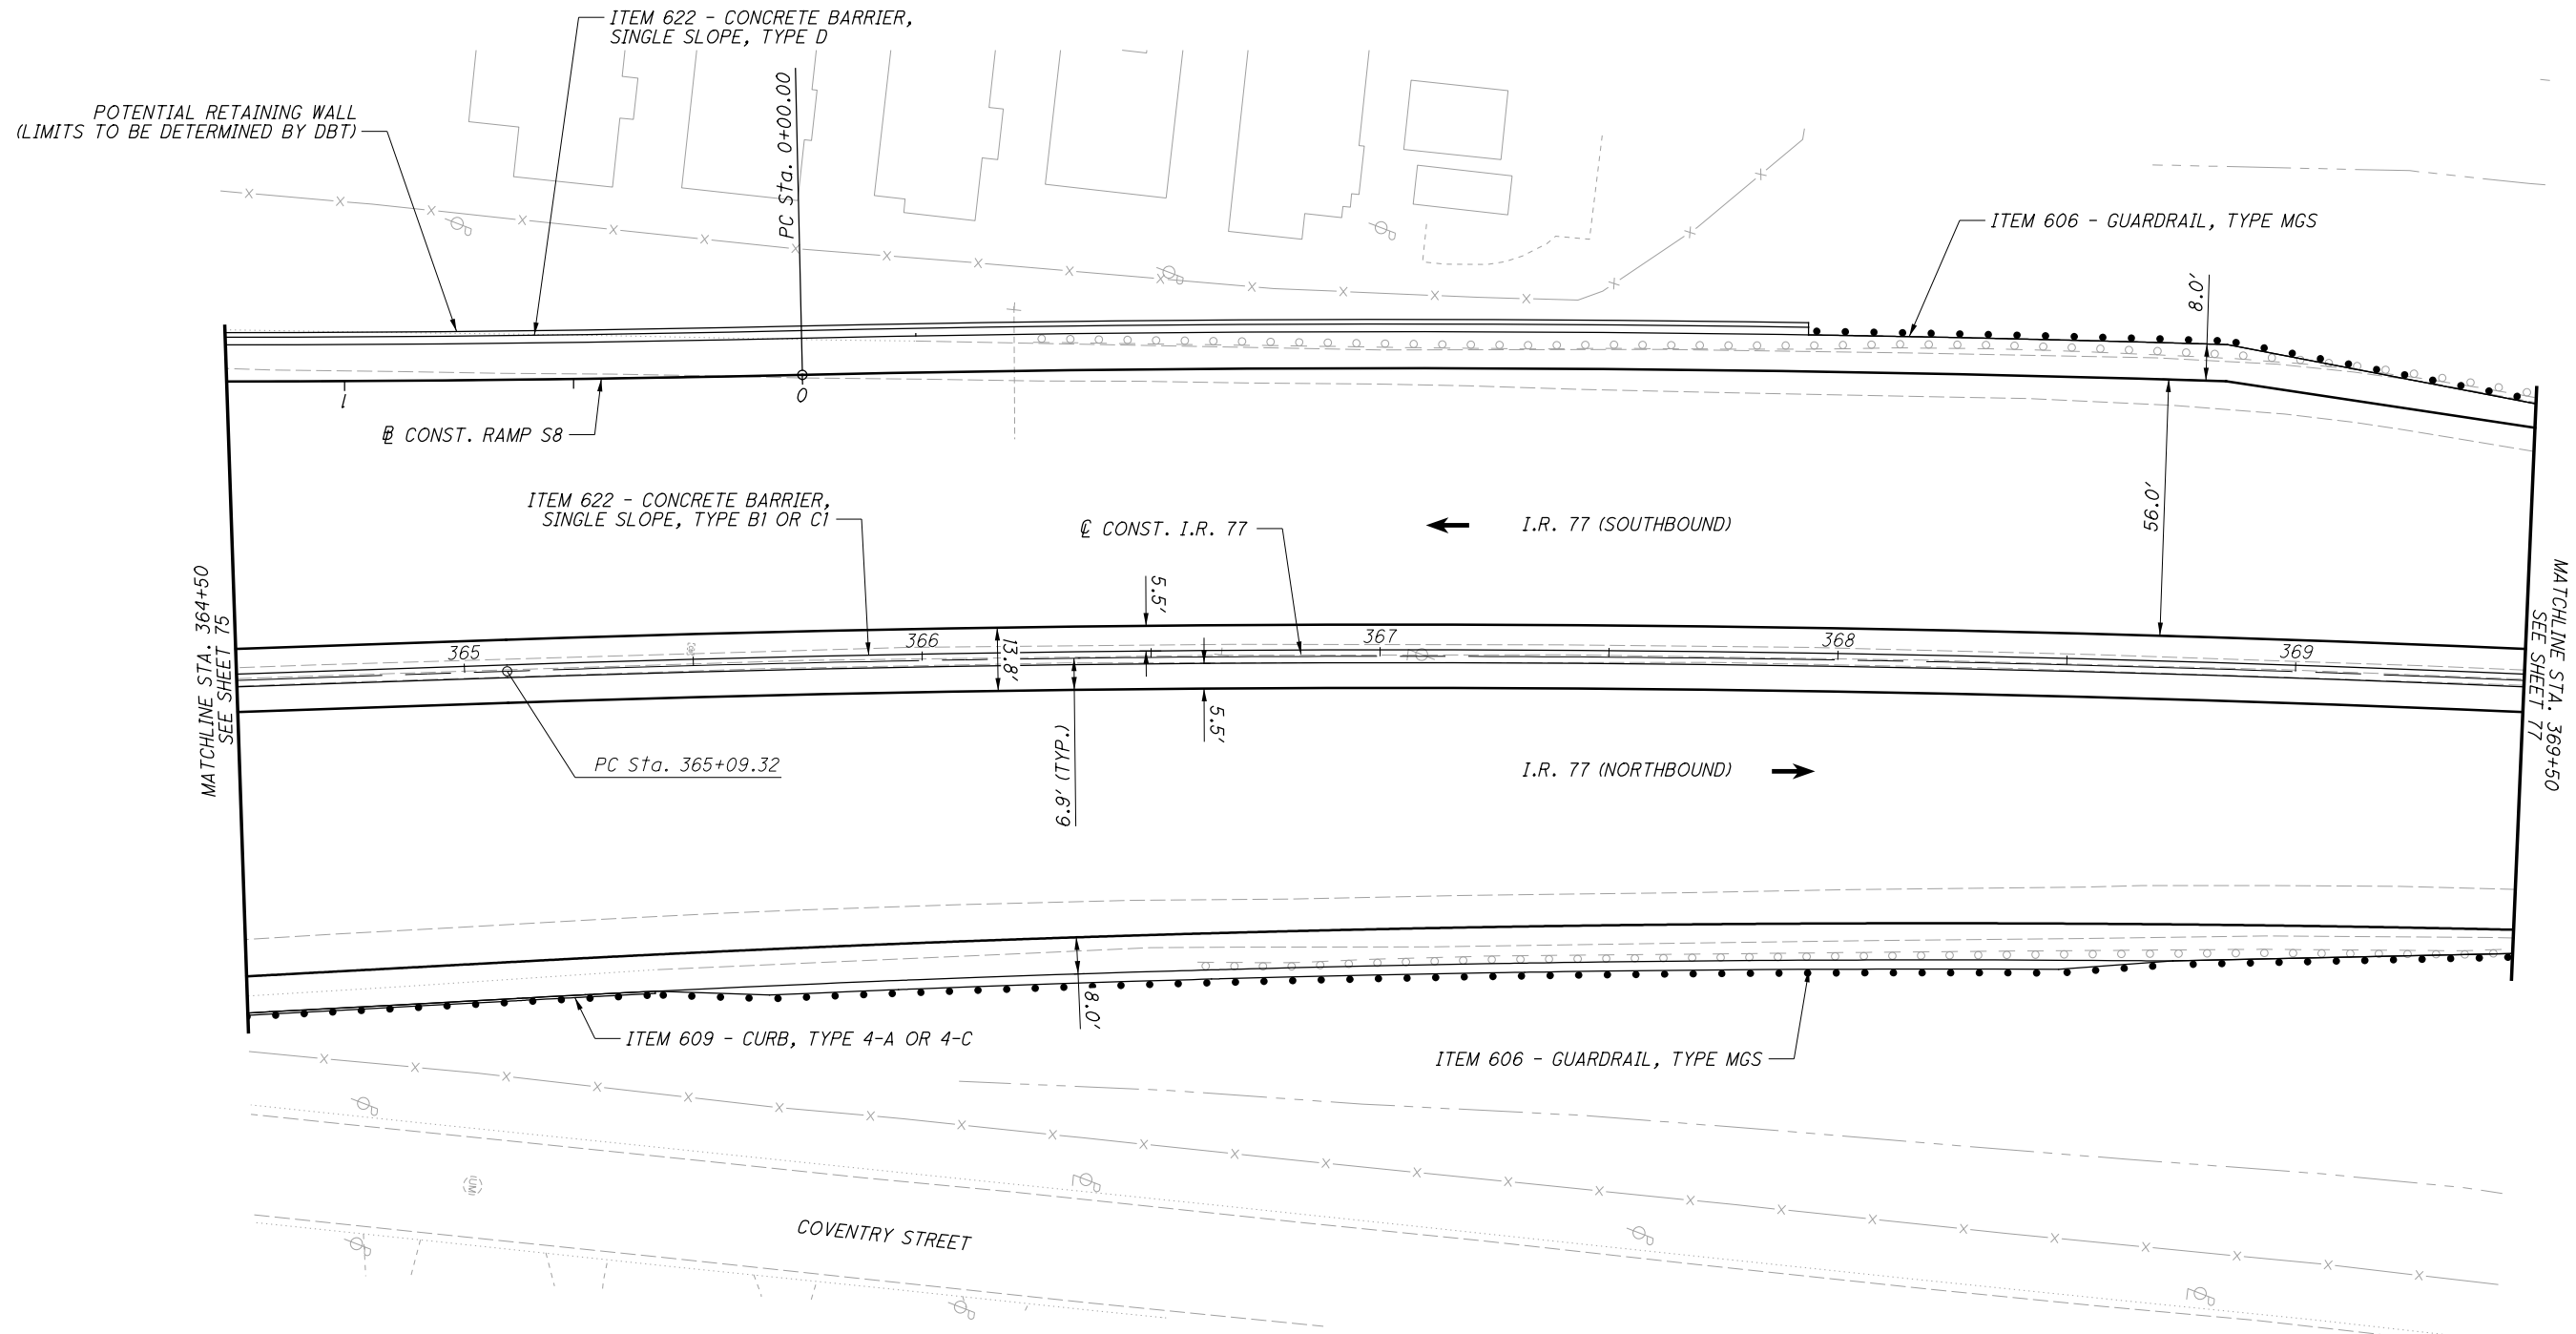 ITEM 622 - CONCRETE BARRIER,
SINGLE SLOPE, TYPE D
POTENTIAL RETAINING WALL
(LIMITS TO BE DETERMINED BY DBT)
PC Sta. 0+00.00
ITEM 606 - GUARDRAIL, TYPE MGS
8.0'
1
0
℄ CONST. RAMP S8
56.0'
ITEM 622 - CONCRETE BARRIER,
SINGLE SLOPE, TYPE B1 OR C1
℄ CONST. I.R. 77
I.R. 77 (SOUTHBOUND)
MATCHLINE STA. 364+50
SEE SHEET 75
5.5'
365
366
367
368
369
13.8'
MATCHLINE STA. 369+50
SEE SHEET 77
5.5'
6.9' (TYP.)
PC Sta. 365+09.32
I.R. 77 (NORTHBOUND)
8.0'
ITEM 609 - CURB, TYPE 4-A OR 4-C
ITEM 606 - GUARDRAIL, TYPE MGS
COVENTRY STREET